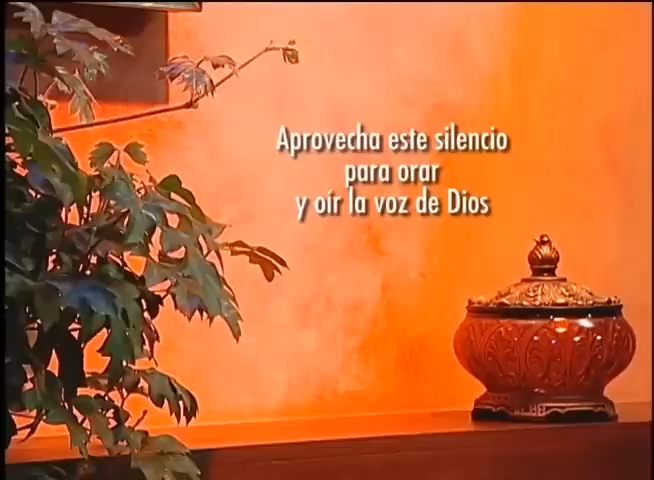 Aprovecha este silencio
para orar
y oír la voz de Dios